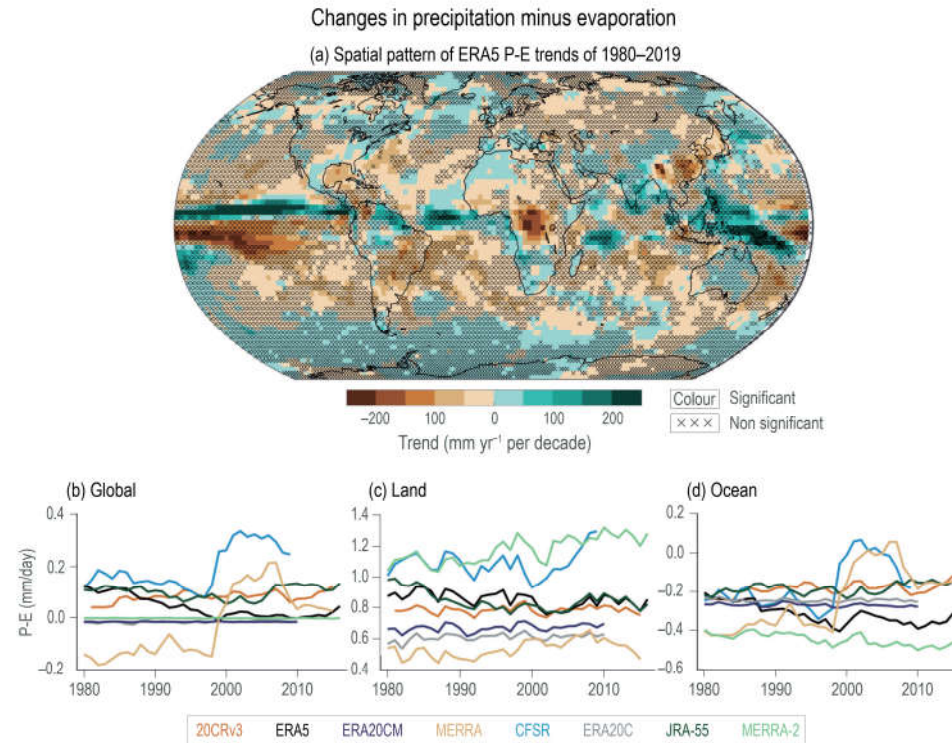 Changes in precipitation minus evaporation
(a) Spatial pattern of ERA5 P-E trends of 1980–2019
–200 100 0 100 200
Trend (mm yr⁻¹ per decade)
Colour Significant
××× Non significant
(b) Global
(c) Land
(d) Ocean
P-E (mm/day)
0.4
0.2
0.0
–0.2
1980 1990 2000 2010
1.4
1.2
1.0
0.8
0.6
0.4
1980 1990 2000 2010
0.2
0.0
–0.2
–0.4
–0.6
1980 1990 2000 2010
20CRv3 ERA5 ERA20CM MERRA CFSR ERA20C JRA-55 MERRA-2